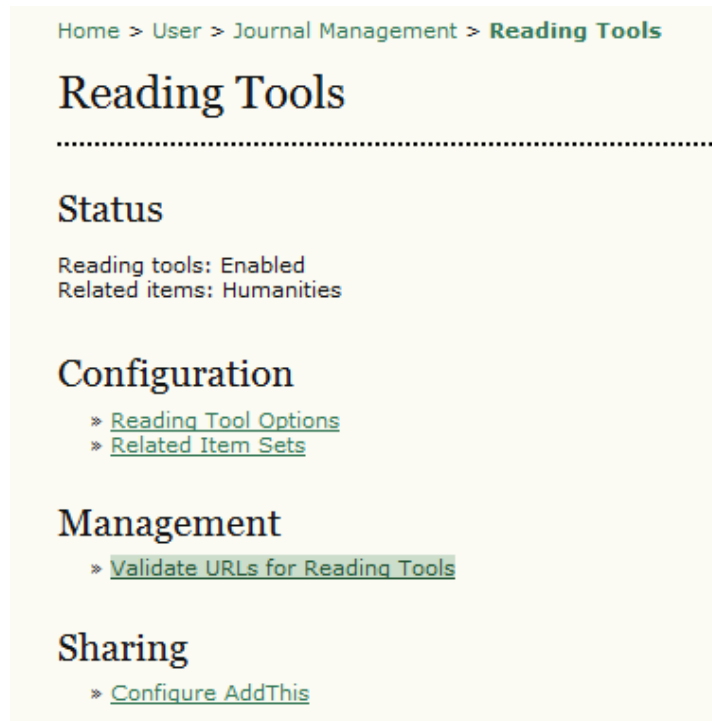 Home > User > Journal Management > Reading Tools
Reading Tools
Status
Reading tools: Enabled
Related items: Humanities
Configuration
» Reading Tool Options
» Related Item Sets
Management
» Validate URLs for Reading Tools
Sharing
» Configure AddThis